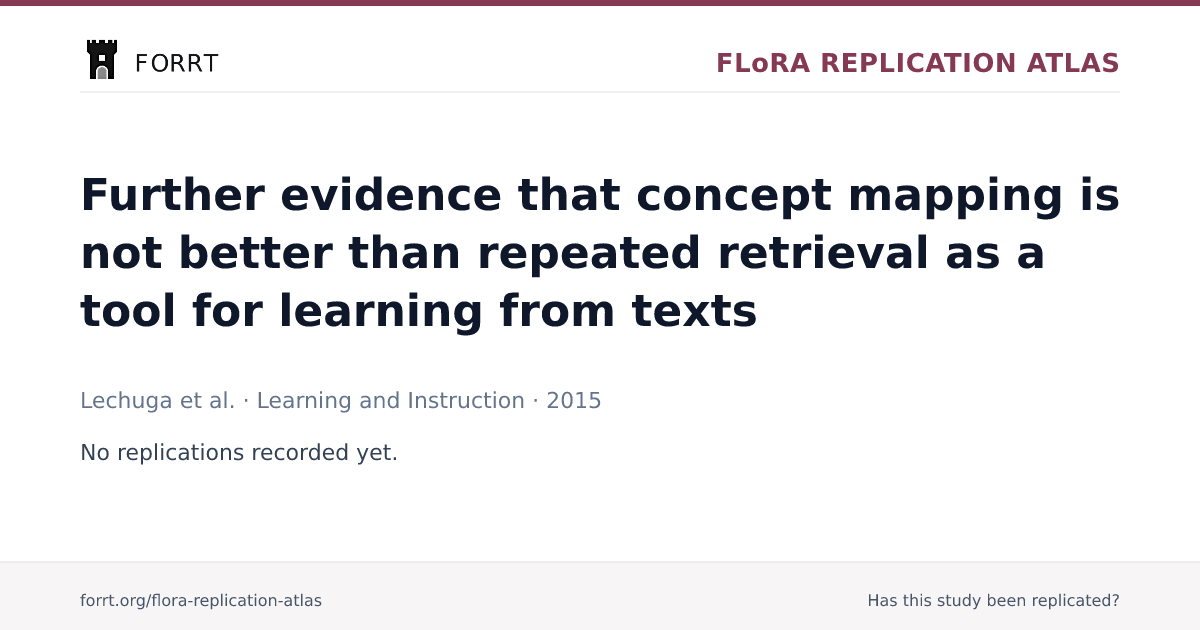 FORRT
FLoRA REPLICATION ATLAS
Further evidence that concept mapping is
not better than repeated retrieval as a
tool for learning from texts
Lechuga et al. · Learning and Instruction · 2015
No replications recorded yet.
forrt.org/flora-replication-atlas
Has this study been replicated?